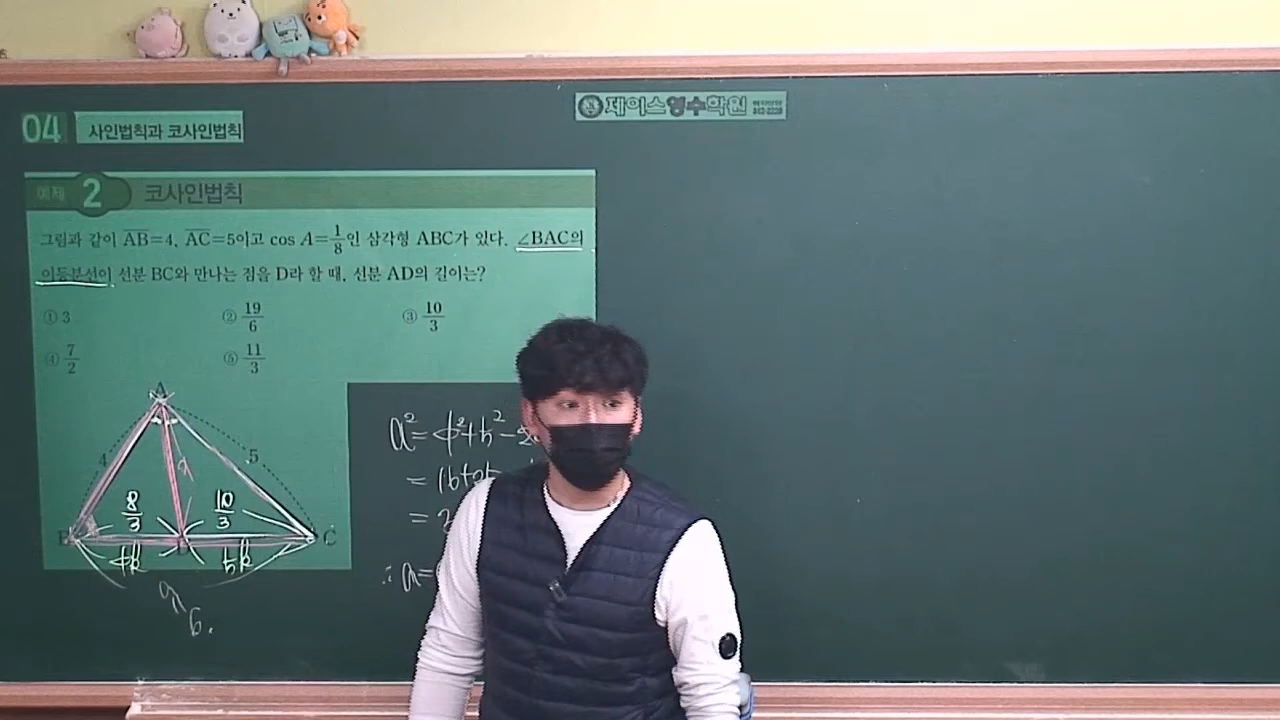 제이스영수학원
04 사인법칙과 코사인법칙
예제 2 코사인법칙
그림과 같이 AB=4, AC=5이고 cos A=1/8인 삼각형 ABC가 있다. ∠BAC의
이등분선이 선분 BC와 만나는 점을 D라 할 때, 선분 AD의 길이는?
① 3 ② 19/6 ③ 10/3
④ 7/2 ⑤ 11/3
A
4 x 5
8/3 10/3
B D C
4k 5k
a
6.
a²=4²+5²-2
=16+25
=
∴a=